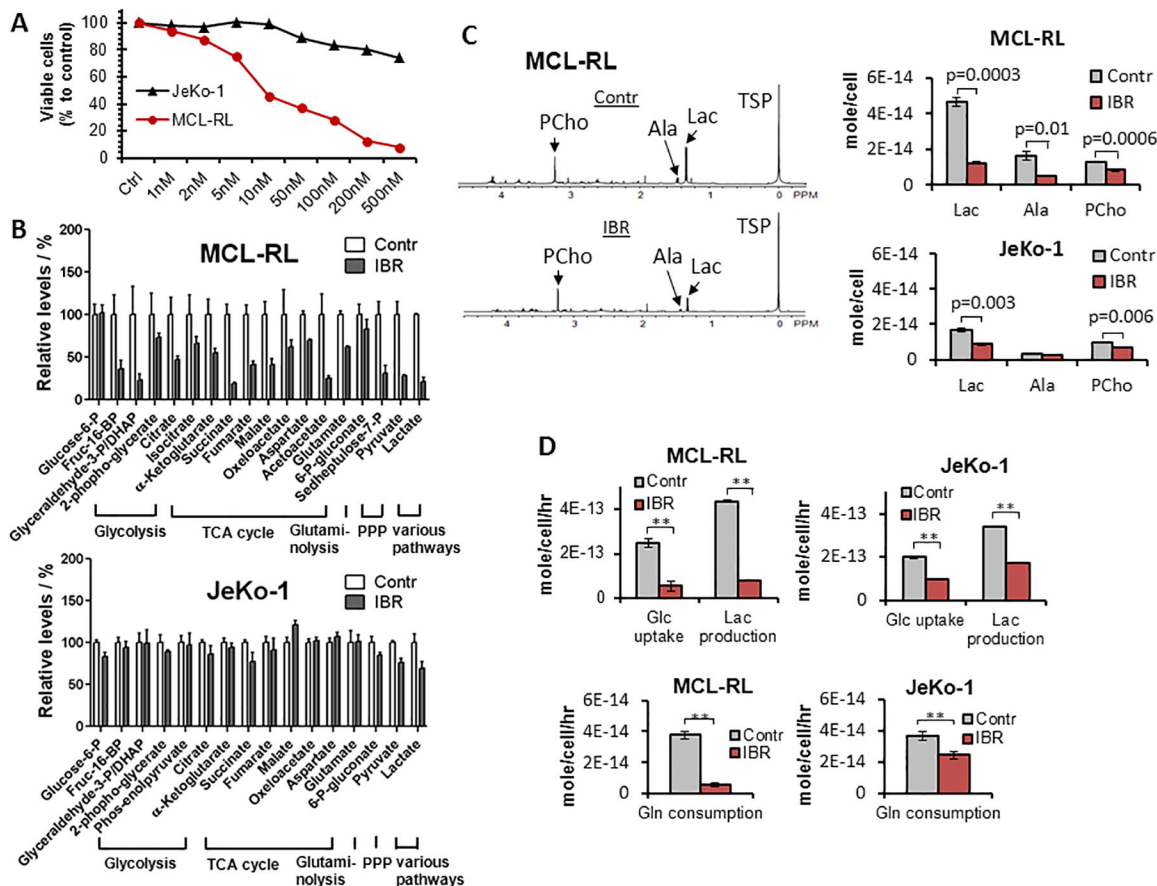 A
Viable cells
(% to control)
100
80
60
40
20
0
JeKo-1
MCL-RL
Ctrl
1nM
2nM
5nM
10nM
50nM
100nM
200nM
500nM
B
Relative levels / %
200
150
100
50
0
MCL-RL
Contr
IBR
Glucose-6-P
Fruc-16-BP
Glyceraldehyde-3-P/DHAP
2-phopho-glycerate
Citrate
Isocitrate
α-Ketoglutarate
Succinate
Fumarate
Malate
Oxeloacetate
Aspartate
Acetoacetate
Glutamate
6-P-gluconate
Sedheptulose-7-P
Pyruvate
Lactate
Glycolysis
TCA cycle
Glutami-
nolysis
PPP
various
pathways
Relative levels / %
200
150
100
50
0
JeKo-1
Contr
IBR
Glucose-6-P
Fruc-16-BP
Glyceraldehyde-3-P/DHAP
2-phopho-glycerate
Phos-enolpyruvate
Citrate
α-Ketoglutarate
Succinate
Fumarate
Malate
Oxeloacetate
Aspartate
Glutamate
6-P-gluconate
Pyruvate
Lactate
Glycolysis
TCA cycle
Glutami-
nolysis
PPP
various
pathways
C
MCL-RL
Contr
PCho
Ala
Lac
TSP
4 3 2 1 0 PPM
IBR
PCho
Ala
Lac
TSP
4 3 2 1 0 PPM
MCL-RL
mole/cell
6E-14
4E-14
2E-14
0
p=0.0003
p=0.01
p=0.0006
Contr
IBR
Lac Ala PCho
JeKo-1
mole/cell
6E-14
4E-14
2E-14
0
p=0.003
p=0.006
Contr
IBR
Lac Ala PCho
D
MCL-RL
mole/cell/hr
4E-13
2E-13
0
**
**
Contr
IBR
Glc
uptake
Lac
production
JeKo-1
mole/cell/hr
4E-13
2E-13
0
**
**
Contr
IBR
Glc uptake
Lac
production
MCL-RL
mole/cell/hr
6E-14
4E-14
2E-14
0
**
Contr
IBR
Gln consumption
JeKo-1
mole/cell/hr
6E-14
4E-14
2E-14
0
**
Contr
IBR
Gln consumption